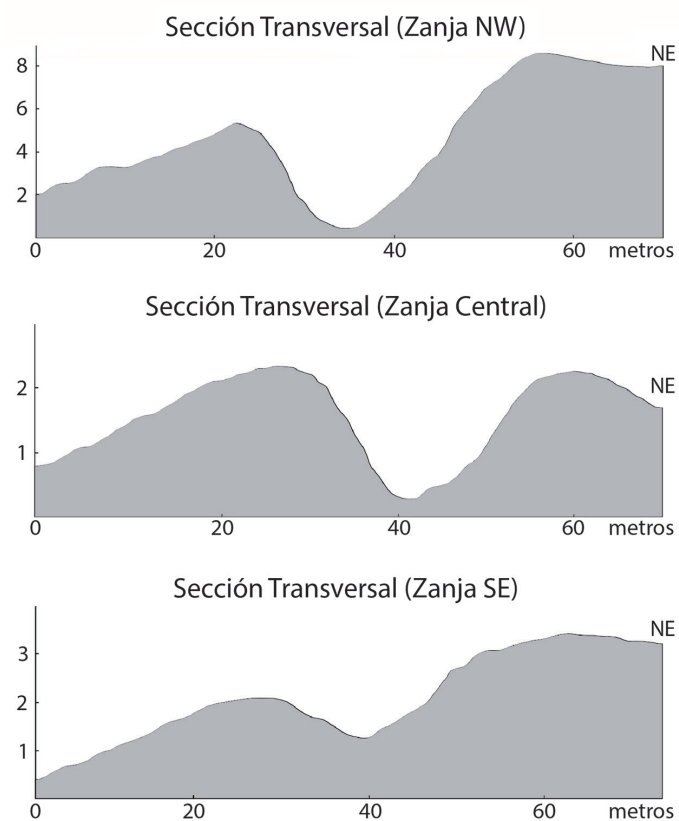 Sección Transversal (Zanja NW)
NE
8
6
4
2
0 20 40 60 metros
Sección Transversal (Zanja Central)
NE
2
1
0 20 40 60 metros
Sección Transversal (Zanja SE)
NE
3
2
1
0 20 40 60 metros